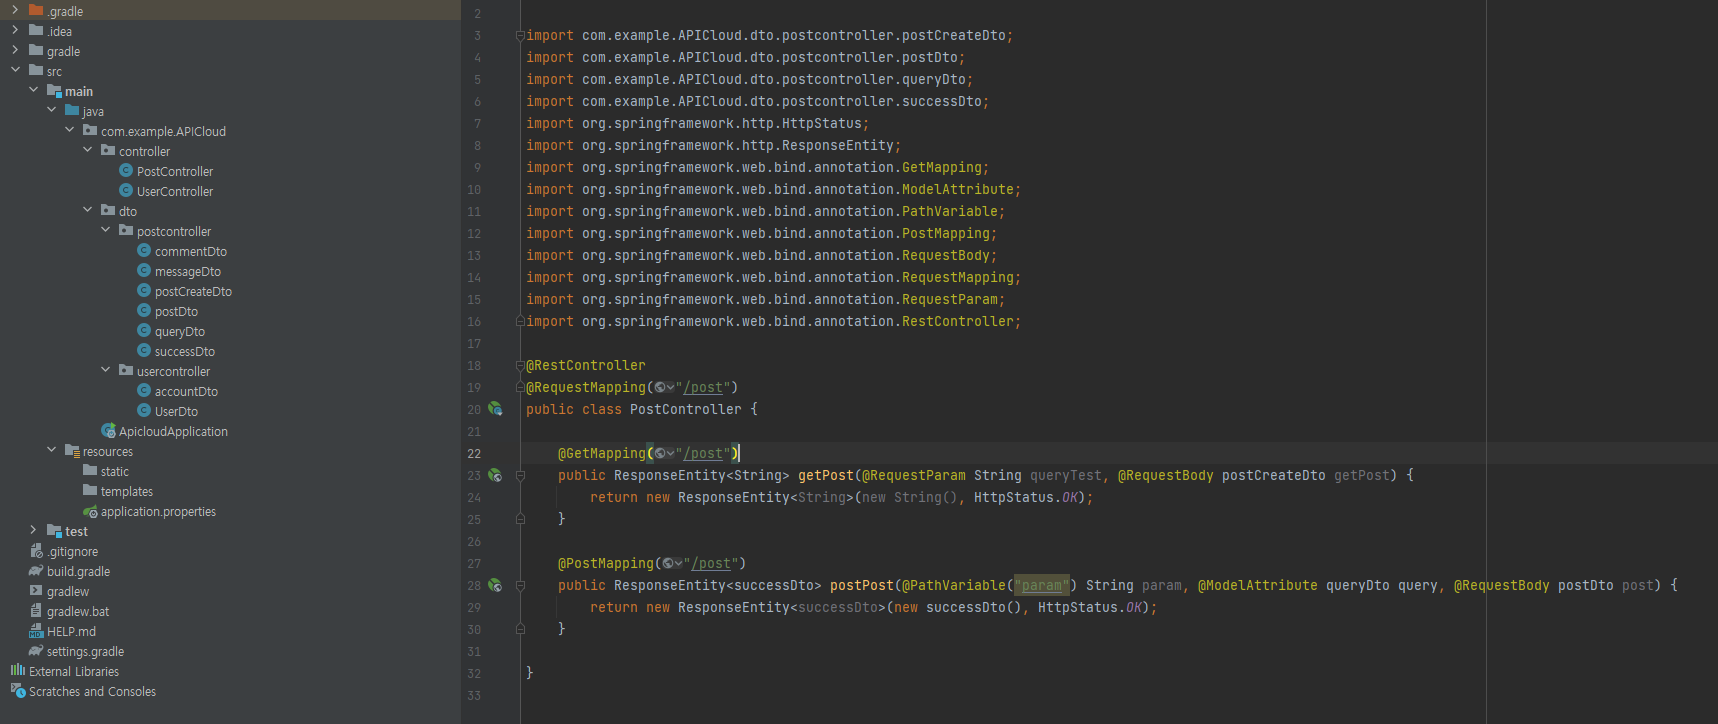 .gradle
.idea
gradle
src
main
java
com.example.APICloud
controller
PostController
UserController
dto
postcontroller
commentDto
messageDto
postCreateDto
postDto
queryDto
successDto
usercontroller
accountDto
UserDto
ApicloudApplication
resources
static
templates
application.properties
test
.gitignore
build.gradle
gradlew
gradlew.bat
HELP.md
settings.gradle
External Libraries
Scratches and Consoles
2
3 import com.example.APICloud.dto.postcontroller.postCreateDto;
4 import com.example.APICloud.dto.postcontroller.postDto;
5 import com.example.APICloud.dto.postcontroller.queryDto;
6 import com.example.APICloud.dto.postcontroller.successDto;
7 import org.springframework.http.HttpStatus;
8 import org.springframework.http.ResponseEntity;
9 import org.springframework.web.bind.annotation.GetMapping;
10 import org.springframework.web.bind.annotation.ModelAttribute;
11 import org.springframework.web.bind.annotation.PathVariable;
12 import org.springframework.web.bind.annotation.PostMapping;
13 import org.springframework.web.bind.annotation.RequestBody;
14 import org.springframework.web.bind.annotation.RequestMapping;
15 import org.springframework.web.bind.annotation.RequestParam;
16 import org.springframework.web.bind.annotation.RestController;
17
18 @RestController
19 @RequestMapping("/post")
20 public class PostController {
21
22 @GetMapping("/post")
23 public ResponseEntity<String> getPost(@RequestParam String queryTest, @RequestBody postCreateDto getPost) {
24 return new ResponseEntity<String>(new String(), HttpStatus.OK);
25 }
26
27 @PostMapping("/post")
28 public ResponseEntity<successDto> postPost(@PathVariable("param") String param, @ModelAttribute queryDto query, @RequestBody postDto post) {
29 return new ResponseEntity<successDto>(new successDto(), HttpStatus.OK);
30 }
31
32 }
33